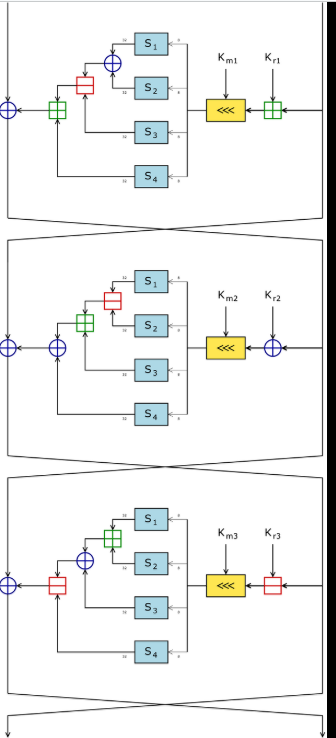 S1
Km1 Kr1
S2
<<<
S3
S4
S1
Km2 Kr2
S2
<<<
S3
S4
S1
Km3 Kr3
S2
<<<
S3
S4